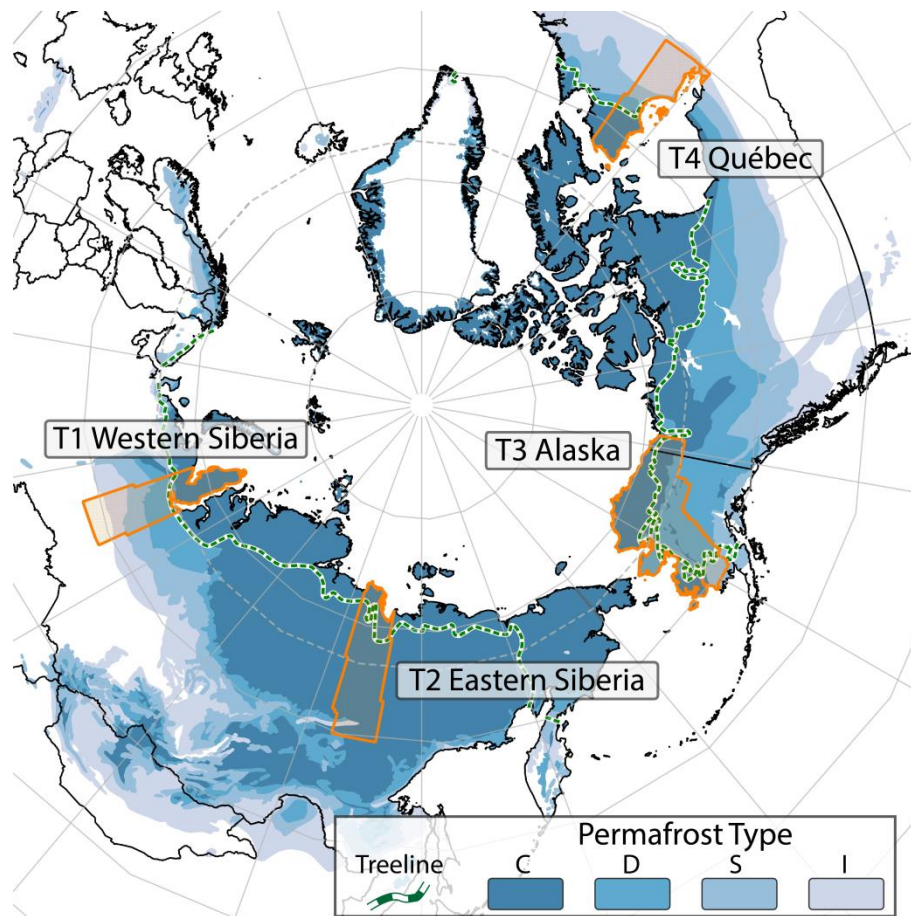 T4 Québec
T1 Western Siberia
T3 Alaska
T2 Eastern Siberia
Permafrost Type
Treeline C D S I